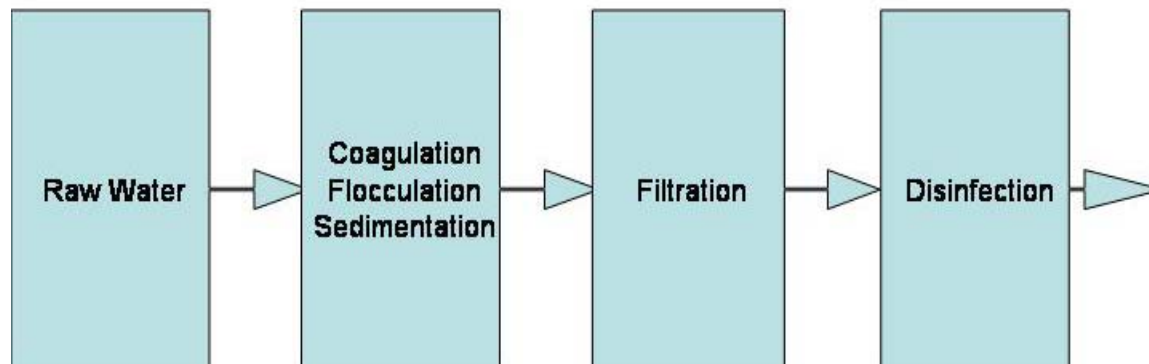 Raw Water
Coagulation
Flocculation
Sedimentation
Filtration
Disinfection